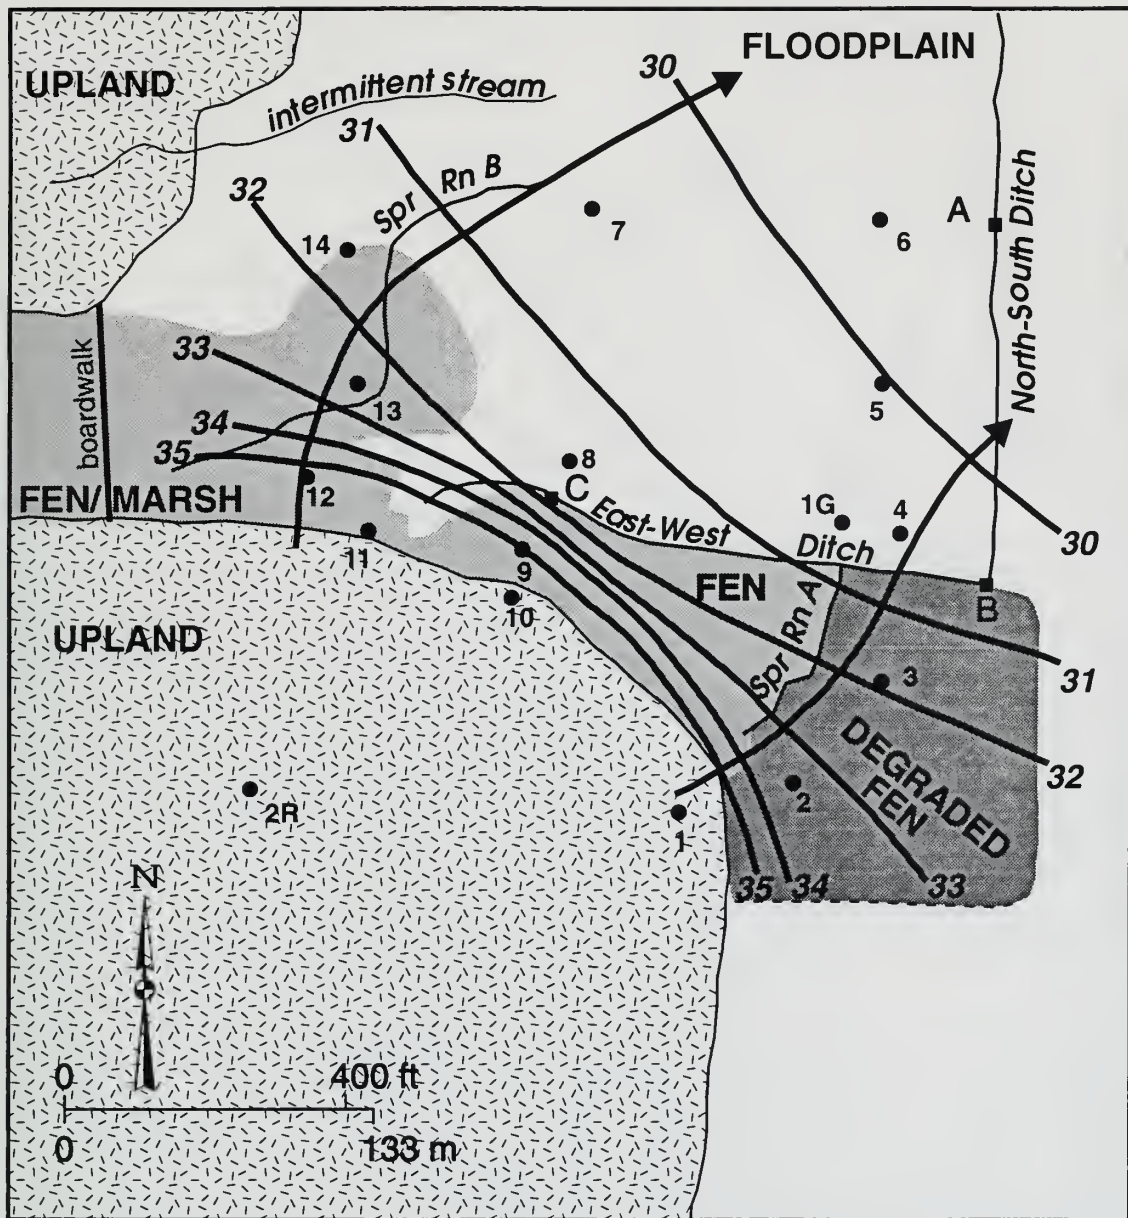 FLOODPLAIN
30
UPLAND
intermittent stream
31
Spr Rn B
North-South Ditch
32
A
7
6
14
33
boardwalk
13
5
34
35
8
C
East-West Ditch
1G
4
FEN/MARSH
12
30
11
9
FEN
B
10
Spr Rn A
UPLAND
3
31
DEGRADED
FEN
32
2R
2
1
35
34
33
N
0
400 ft
0
133 m